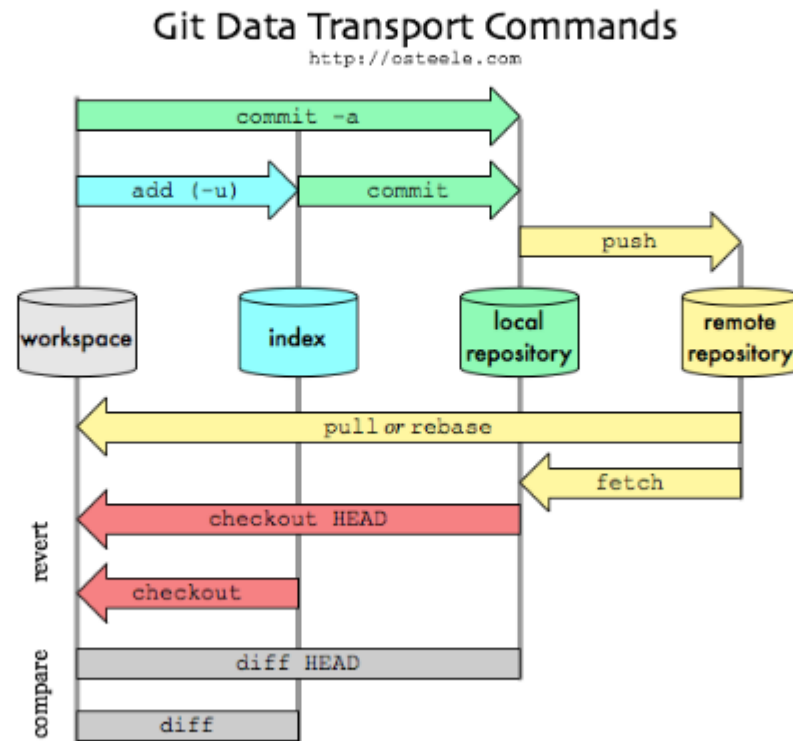 Git Data Transport Commands
http://osteele.com
commit -a
add (-u)
commit
push
workspace
index
local
repository
remote
repository
pull or rebase
fetch
checkout HEAD
revert
checkout
diff HEAD
compare
diff